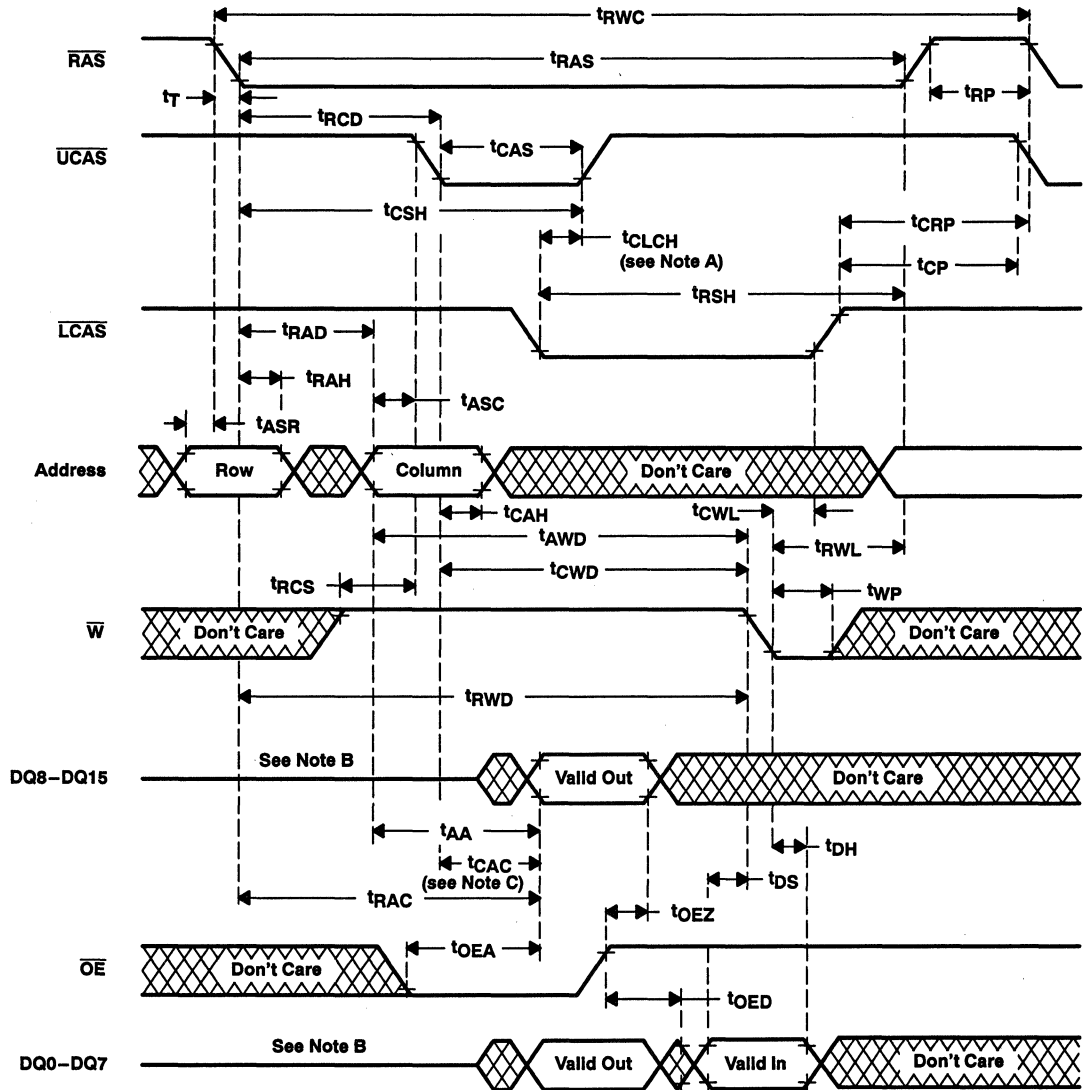 tRWC
RAS
tRAS
tT
tRP
tRCD
UCAS
tCAS
tCSH
tCRP
tCLCH
(see Note A)
tCP
tRSH
LCAS
tRAD
tRAH
tASC
tASR
Address
Row
Column
Don't Care
tCAH
tCWL
tAWD
tRWL
tCWD
tRCS
tWP
W
Don't Care
Don't Care
tRWD
See Note B
DQ8–DQ15
Valid Out
Don't Care
tAA
tDH
tCAC
(see Note C)
tDS
tRAC
tOEZ
tOEA
OE
Don't Care
tOED
See Note B
DQ0–DQ7
Valid Out
Valid In
Don't Care